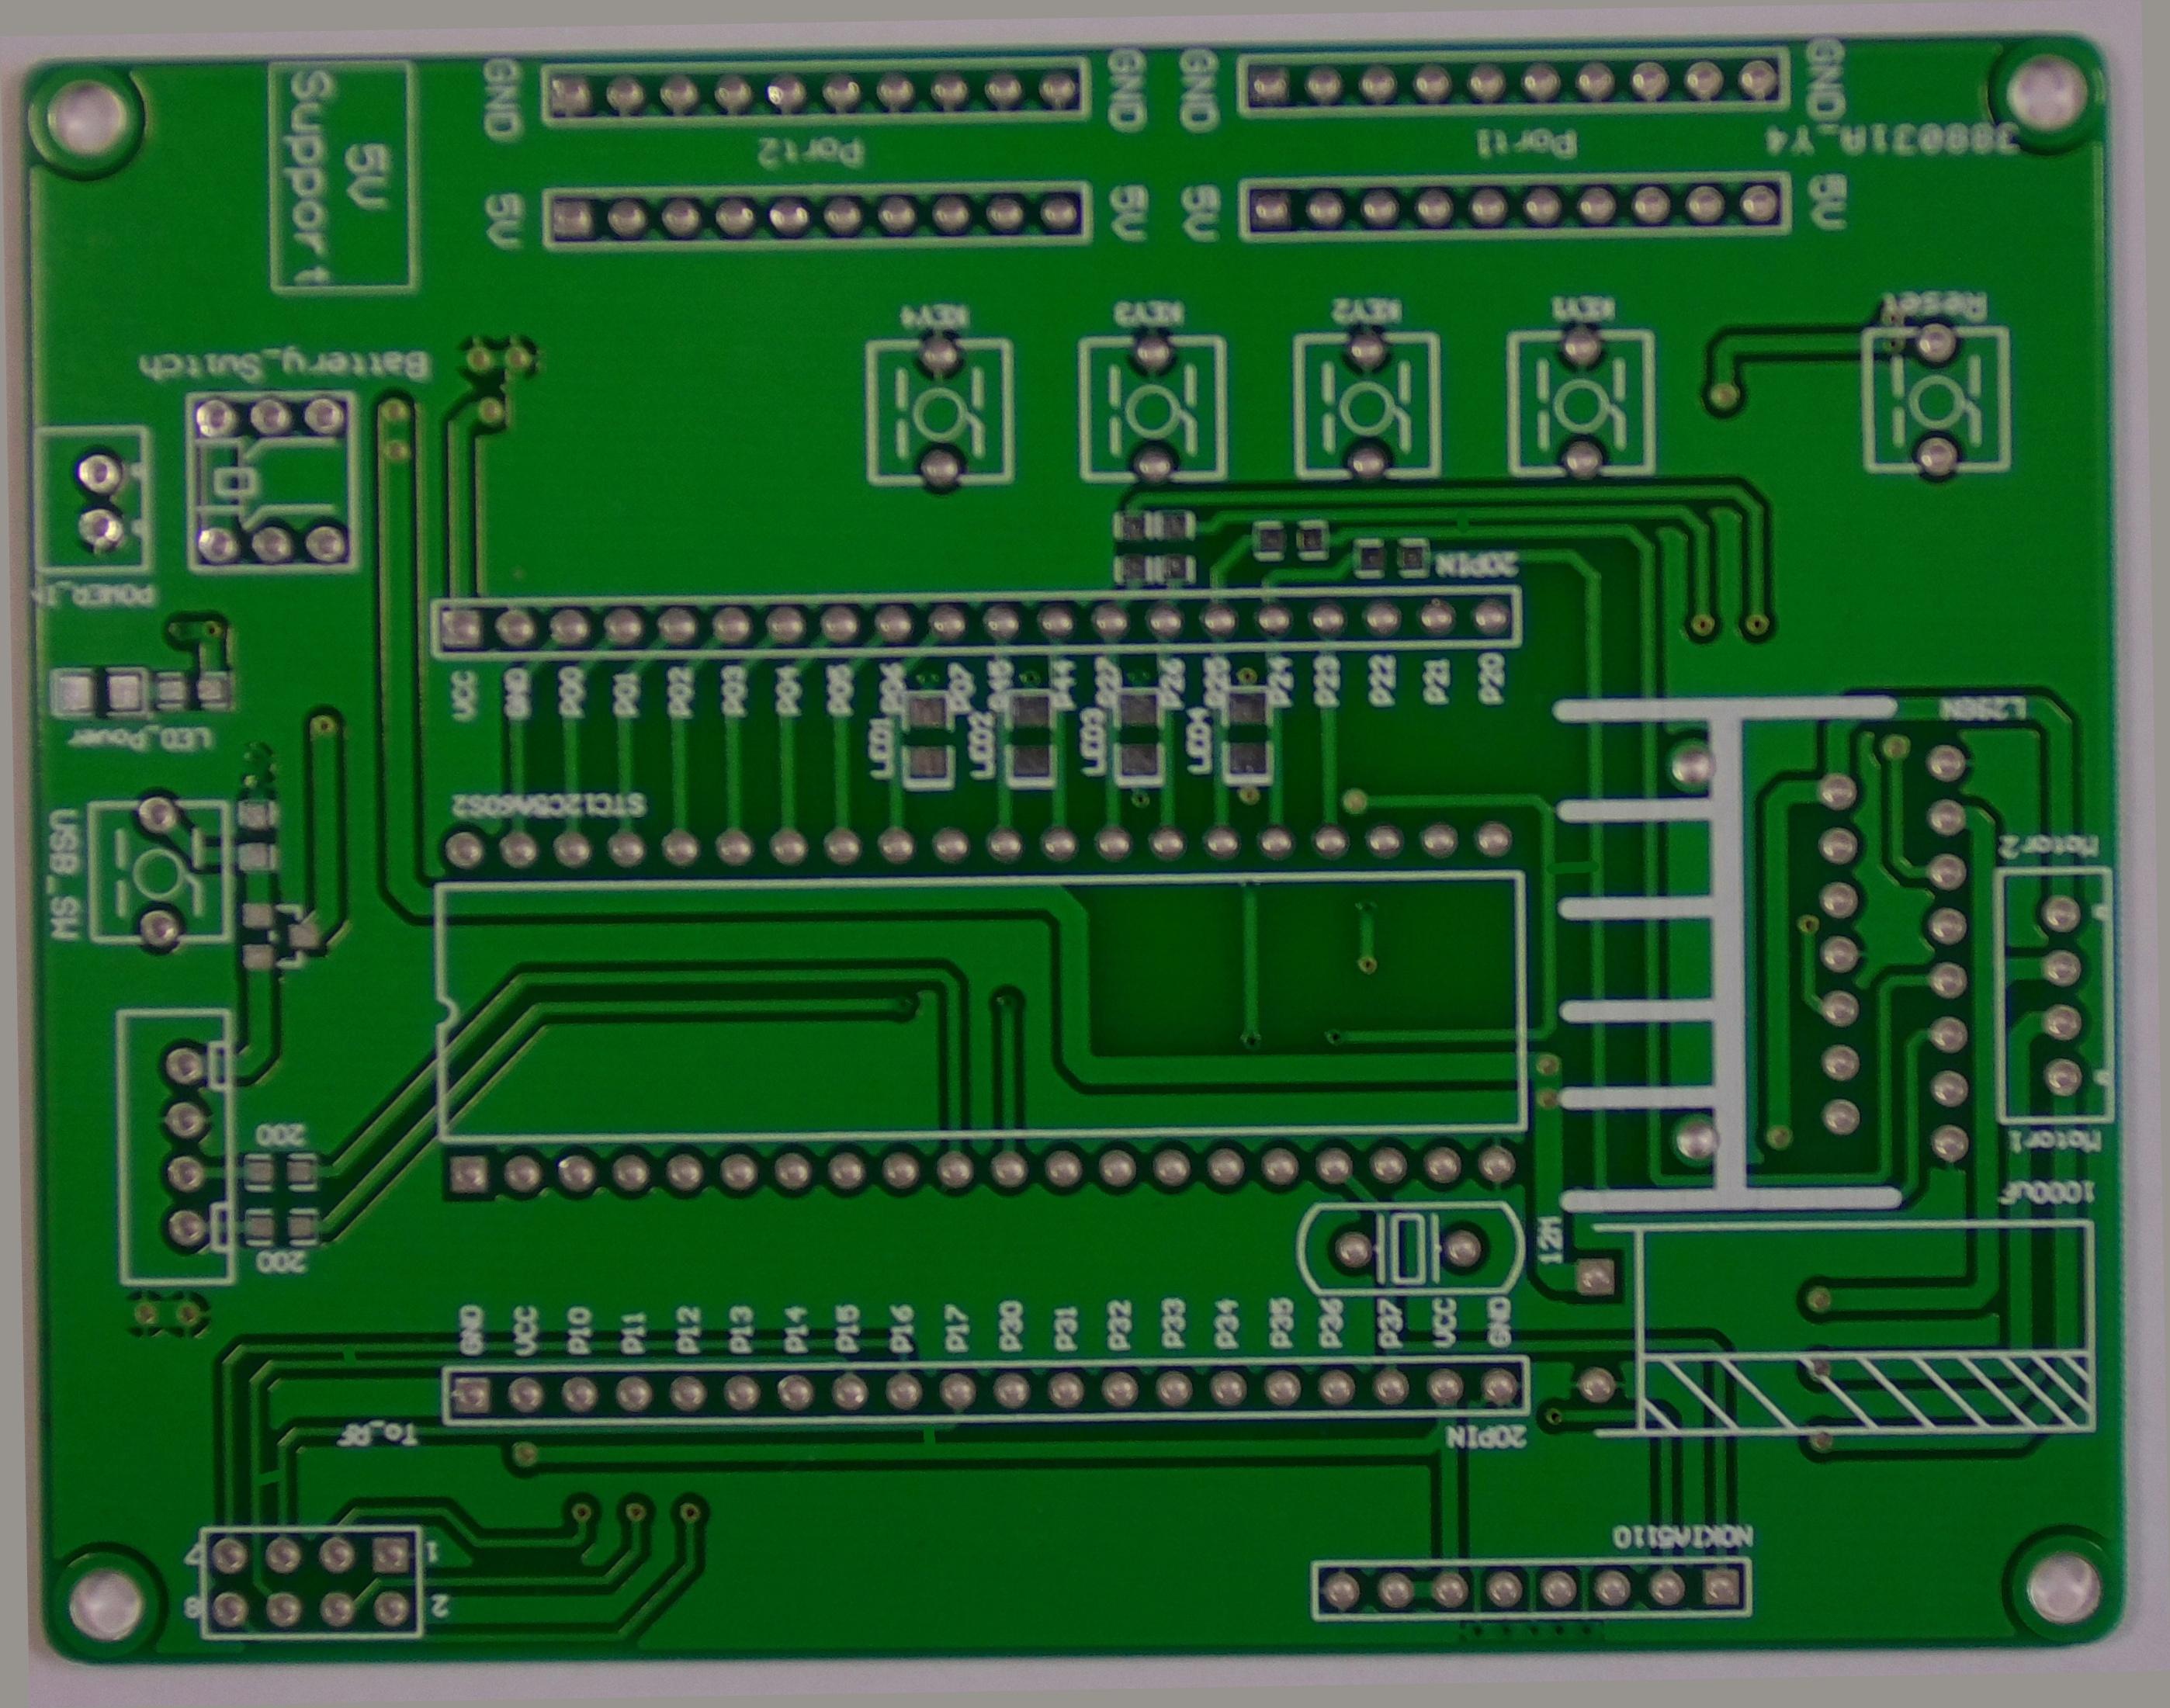 GND
GND
GND
GND
5V
Support
Port2
Port1
388031A_Y4
5V
5V
5V
5V
KEY4
KEY3
KEY2
KEY1
Reset
Battery_Switch
20PIN
LED_Power
VCC
GND
P00
P01
P02
P03
P04
P05
P06
P07
P45
P44
P27
P26
P25
P24
P23
P22
P21
P20
LED1
LED2
LED3
LED4
L298N
STC12C5A60S2
USB_SW
Motor2
Motor1
200
200
1000uF
12M
GND
VCC
P10
P11
P12
P13
P14
P15
P16
P17
P30
P31
P32
P33
P34
P35
P36
P37
VCC
GND
To_RF
20PIN
NOKIA5110
7
1
8
2